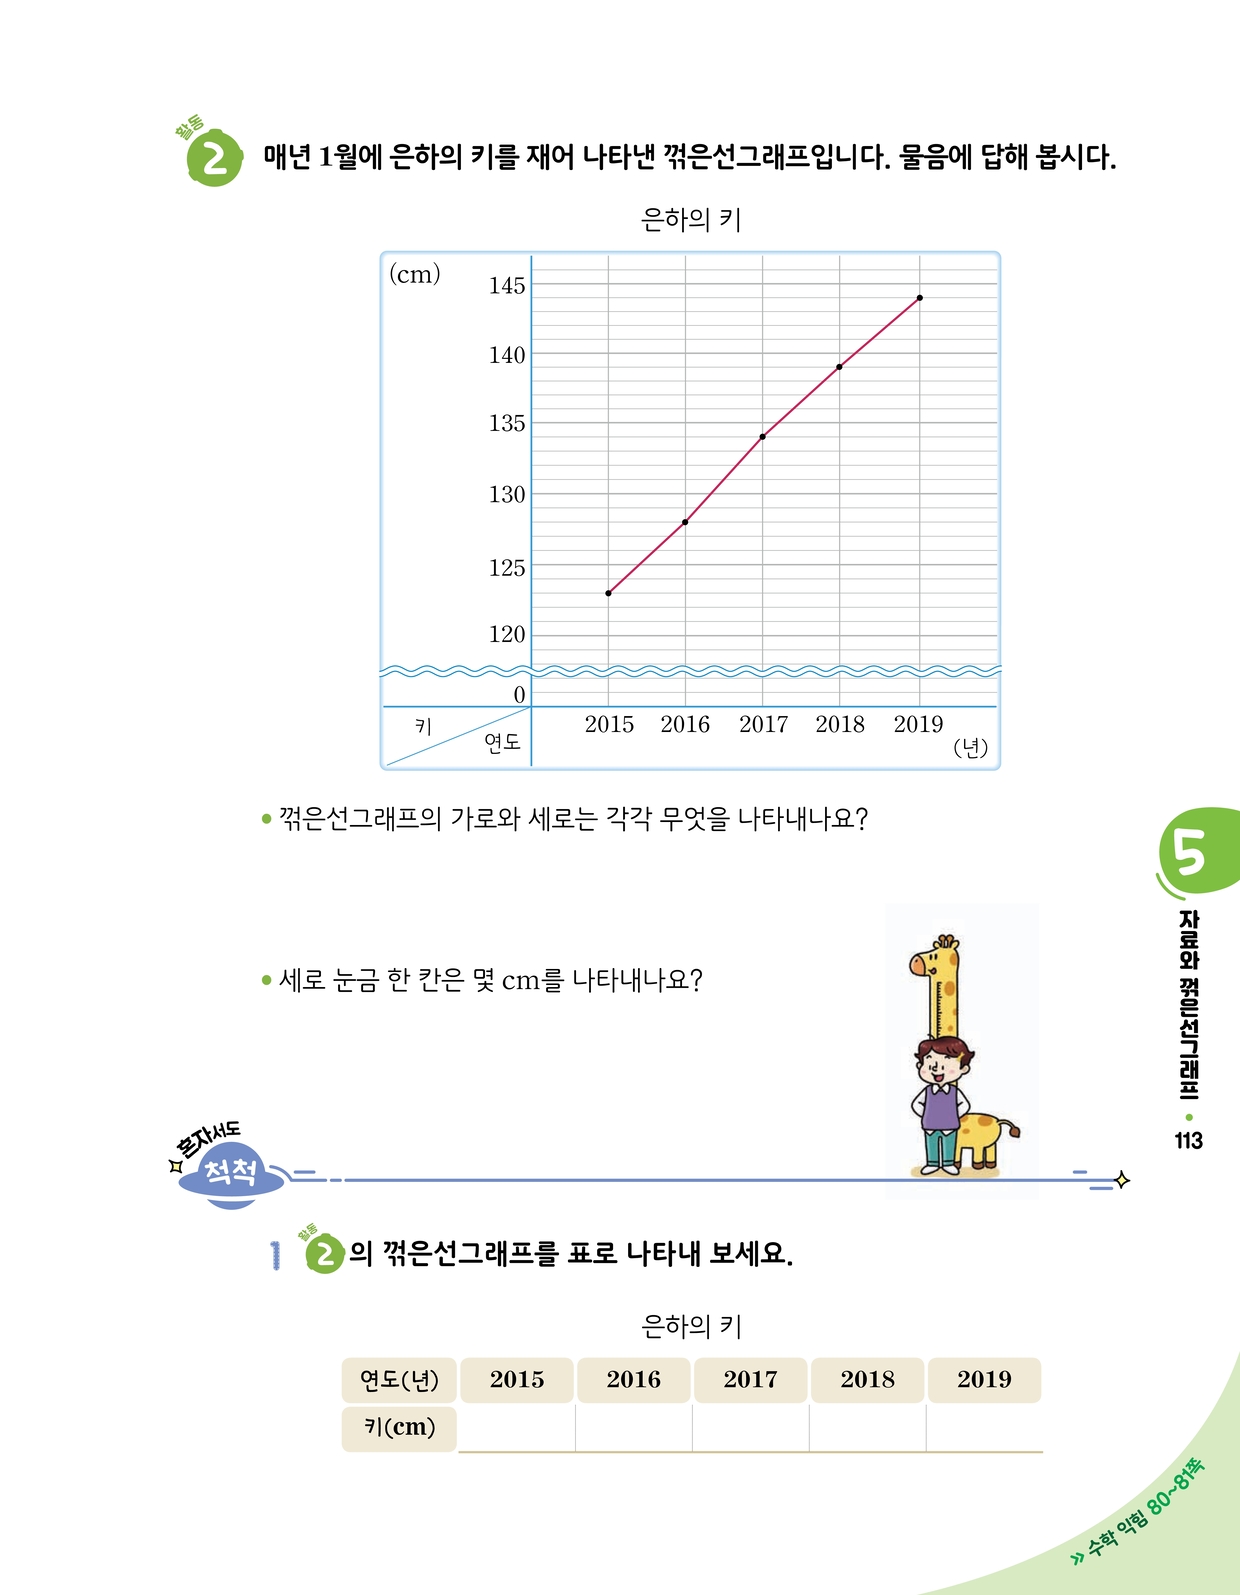 활동
2 매년 1월에 은하의 키를 재어 나타낸 꺾은선그래프입니다. 물음에 답해 봅시다.
은하의 키
(cm)
145
140
135
130
125
120
0
키
연도
2015 2016 2017 2018 2019
(년)
• 꺾은선그래프의 가로와 세로는 각각 무엇을 나타내나요?
• 세로 눈금 한 칸은 몇 cm를 나타내나요?
5
자료와 꺾은선그래프
•
113
혼자서도
척척
1 활동 2 의 꺾은선그래프를 표로 나타내 보세요.
은하의 키
연도(년) 2015 2016 2017 2018 2019
키(cm)
» 수학 익힘 80~81쪽